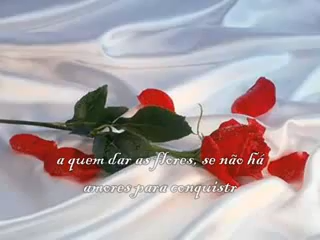 a quem dar as flores, se não há
amores para conquistr